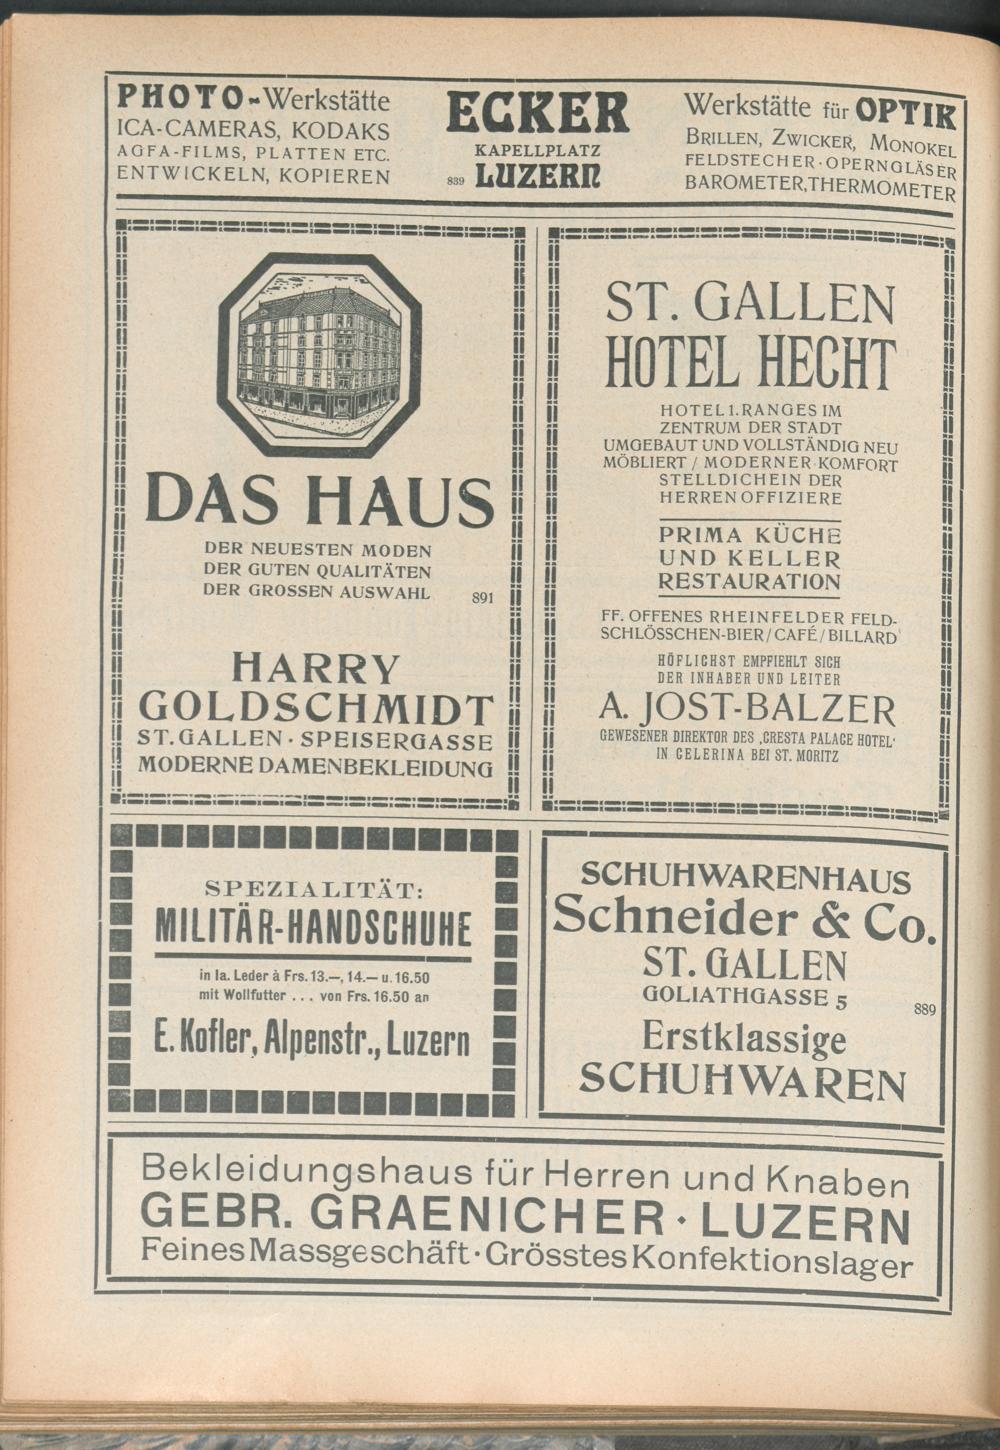 PHOTO-Werkstätte
ICA-CAMERAS, KODAKS
AGFA-FILMS, PLATTEN ETC.
ENTWICKELN, KOPIEREN
ECKER
KAPELLPLATZ
889 LUZERN
Werkstätte für OPTIK
BRILLEN, ZWICKER, MONOKEL
FELDSTECHER · OPERNGLÄSER
BAROMETER, THERMOMETER
DAS HAUS
DER NEUESTEN MODEN
DER GUTEN QUALITÄTEN
DER GROSSEN AUSWAHL 891
HARRY
GOLDSCHMIDT
ST. GALLEN · SPEISERGASSE
MODERNE DAMENBEKLEIDUNG
ST. GALLEN
HOTEL HECHT
HOTEL 1. RANGES IM
ZENTRUM DER STADT
UMGEBAUT UND VOLLSTÄNDIG NEU
MÖBLIERT / MODERNER KOMFORT
STELLDICHEIN DER
HERREN OFFIZIERE
PRIMA KÜCHE
UND KELLER
RESTAURATION
FF. OFFENES RHEINFELDER FELD-
SCHLÖSSCHEN-BIER / CAFÉ / BILLARD
HÖFLICHST EMPFIEHLT SICH
DER INHABER UND LEITER
A. JOST-BALZER
GEWESENER DIREKTOR DES ‚CRESTA PALACE HOTEL'
IN CELERINA BEI ST. MORITZ
SPEZIALITÄT:
MILITÄR-HANDSCHUHE
in Ia. Leder à Frs. 13.—, 14.— u. 16.50
mit Wollfutter . . . von Frs. 16.50 an
E. Kofler, Alpenstr., Luzern
SCHUHWARENHAUS
Schneider & Co.
ST. GALLEN
GOLIATHGASSE 5
889
Erstklassige
SCHUHWAREN
Bekleidungshaus für Herren und Knaben
GEBR. GRAENICHER · LUZERN
Feines Massgeschäft · Grösstes Konfektionslager